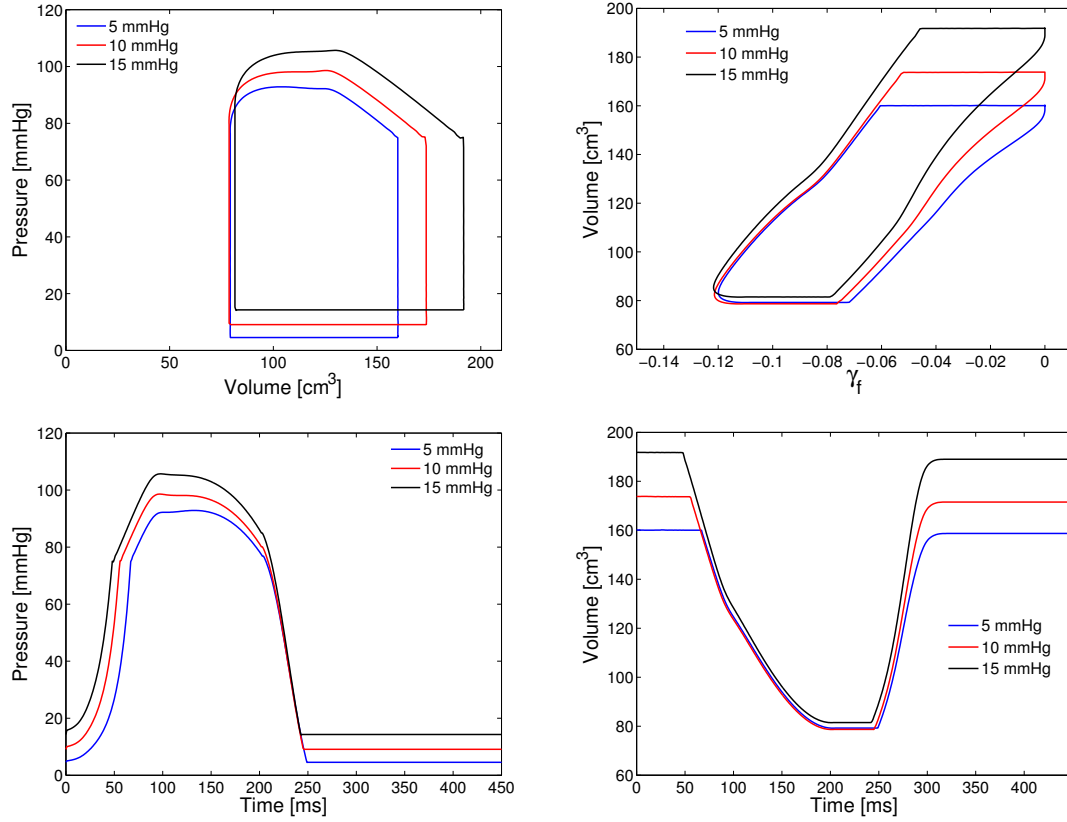 120
100
80
60
40
20
0
Pressure [mmHg]
5 mmHg
10 mmHg
15 mmHg
0 50 100 150 200
Volume [cm³]
200
180
160
140
120
100
80
60
Volume [cm³]
5 mmHg
10 mmHg
15 mmHg
−0.14 −0.12 −0.1 −0.08 −0.06 −0.04 −0.02 0
γf
120
100
80
60
40
20
0
Pressure [mmHg]
5 mmHg
10 mmHg
15 mmHg
0 50 100 150 200 250 300 350 400 450
Time [ms]
200
180
160
140
120
100
80
60
Volume [cm³]
5 mmHg
10 mmHg
15 mmHg
0 50 100 150 200 250 300 350 400
Time [ms]